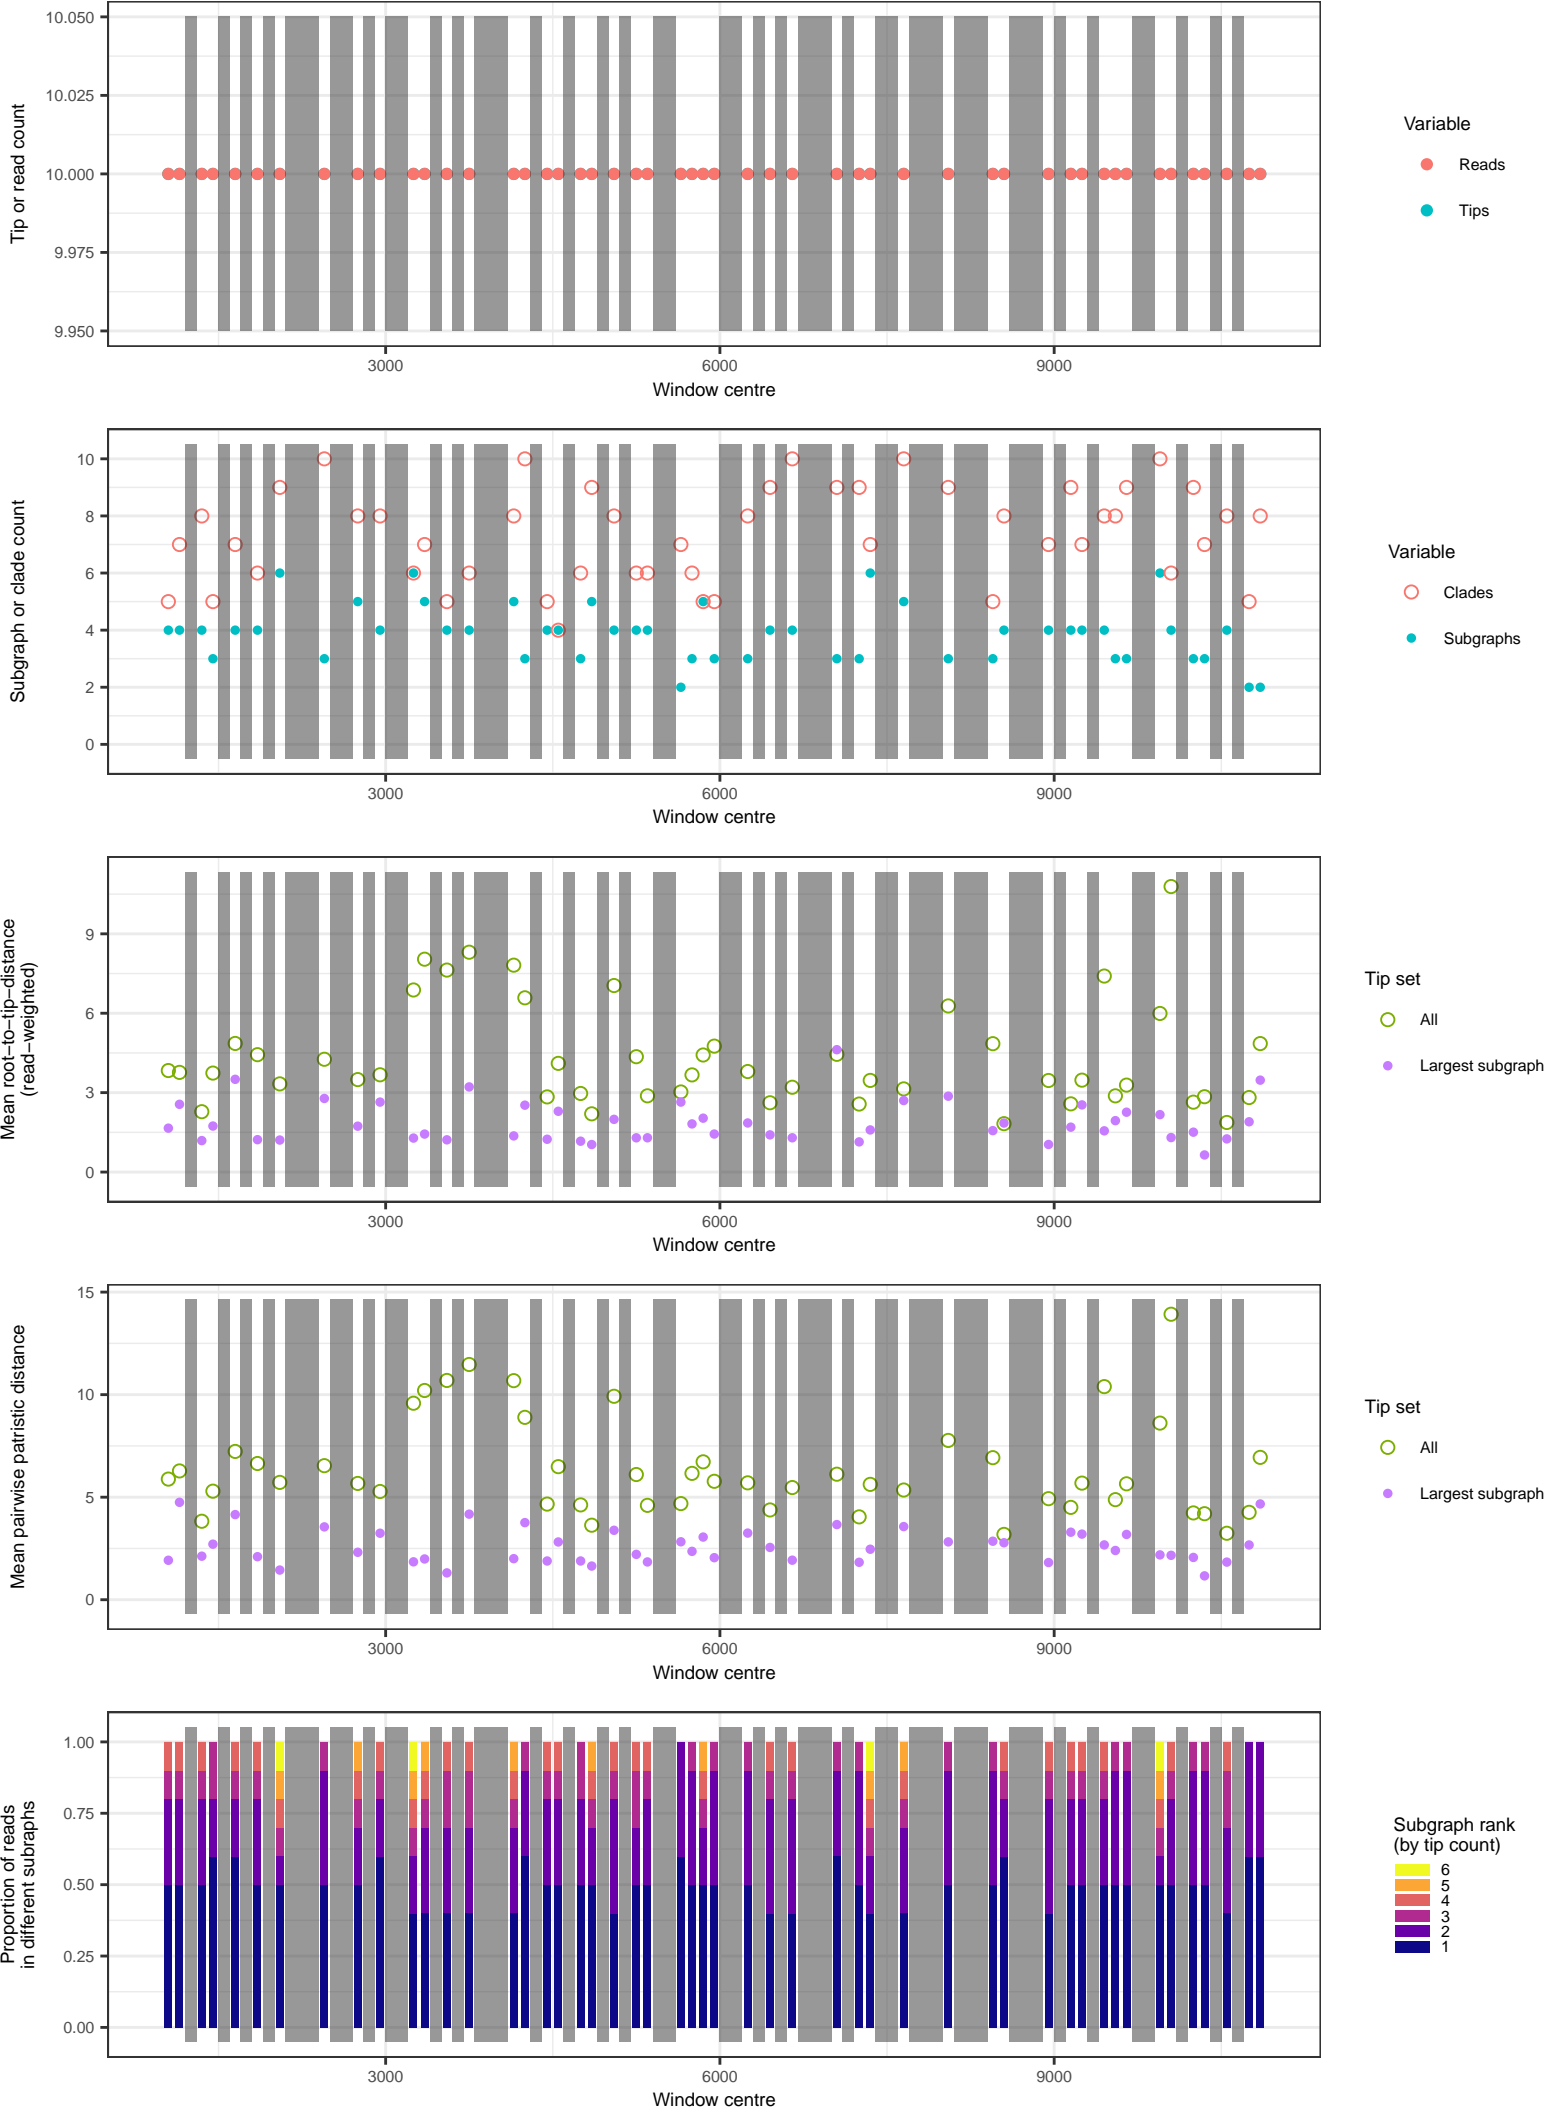 10.050
10.025
10.000
9.975
9.950
Tip or read count
3000
6000
9000
Window centre
Variable
Reads
Tips
10
8
6
4
2
0
Subgraph or clade count
3000
6000
9000
Window centre
Variable
Clades
Subgraphs
9
6
3
0
Mean root−to−tip−distance
(read−weighted)
3000
6000
9000
Window centre
Tip set
All
Largest subgraph
15
10
5
0
Mean pairwise patristic distance
3000
6000
9000
Window centre
Tip set
All
Largest subgraph
1.00
0.75
0.50
0.25
0.00
Proportion of reads
in different subraphs
3000
6000
9000
Window centre
Subgraph rank
(by tip count)
6
5
4
3
2
1